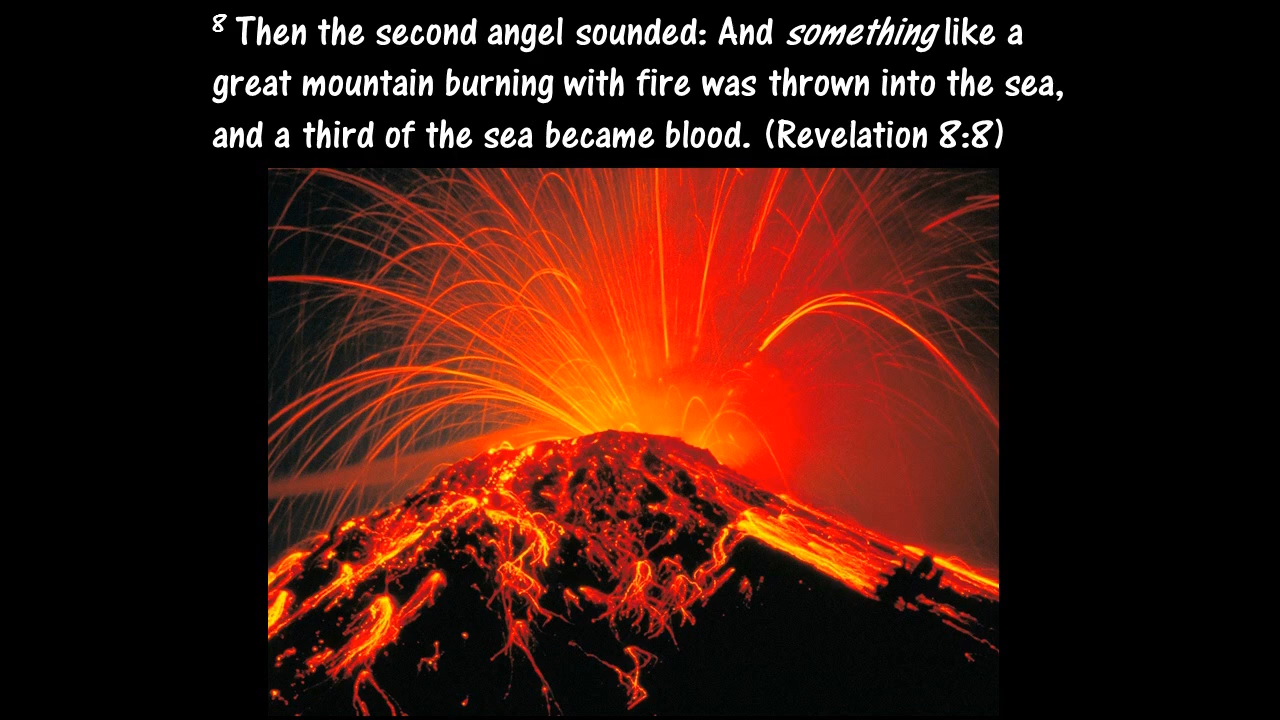 8 Then the second angel sounded: And something like a
great mountain burning with fire was thrown into the sea,
and a third of the sea became blood. (Revelation 8:8)